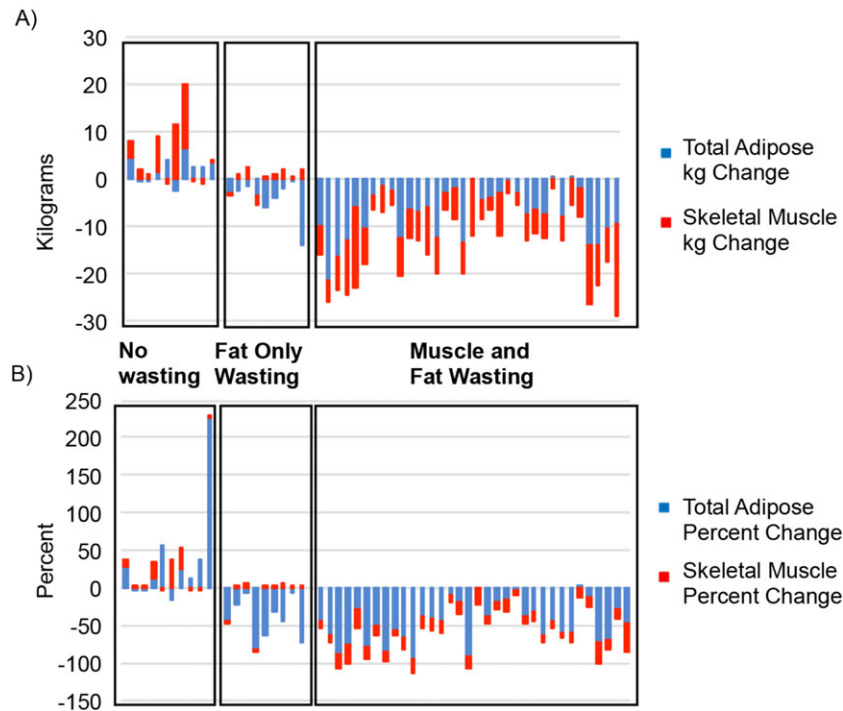 A)
30
20
10
0
-10
-20
-30
Kilograms
Total Adipose
kg Change
Skeletal Muscle
kg Change
No
wasting
Fat Only
Wasting
Muscle and
Fat Wasting
B)
250
200
150
100
50
0
-50
-100
-150
Percent
Total Adipose
Percent Change
Skeletal Muscle
Percent Change